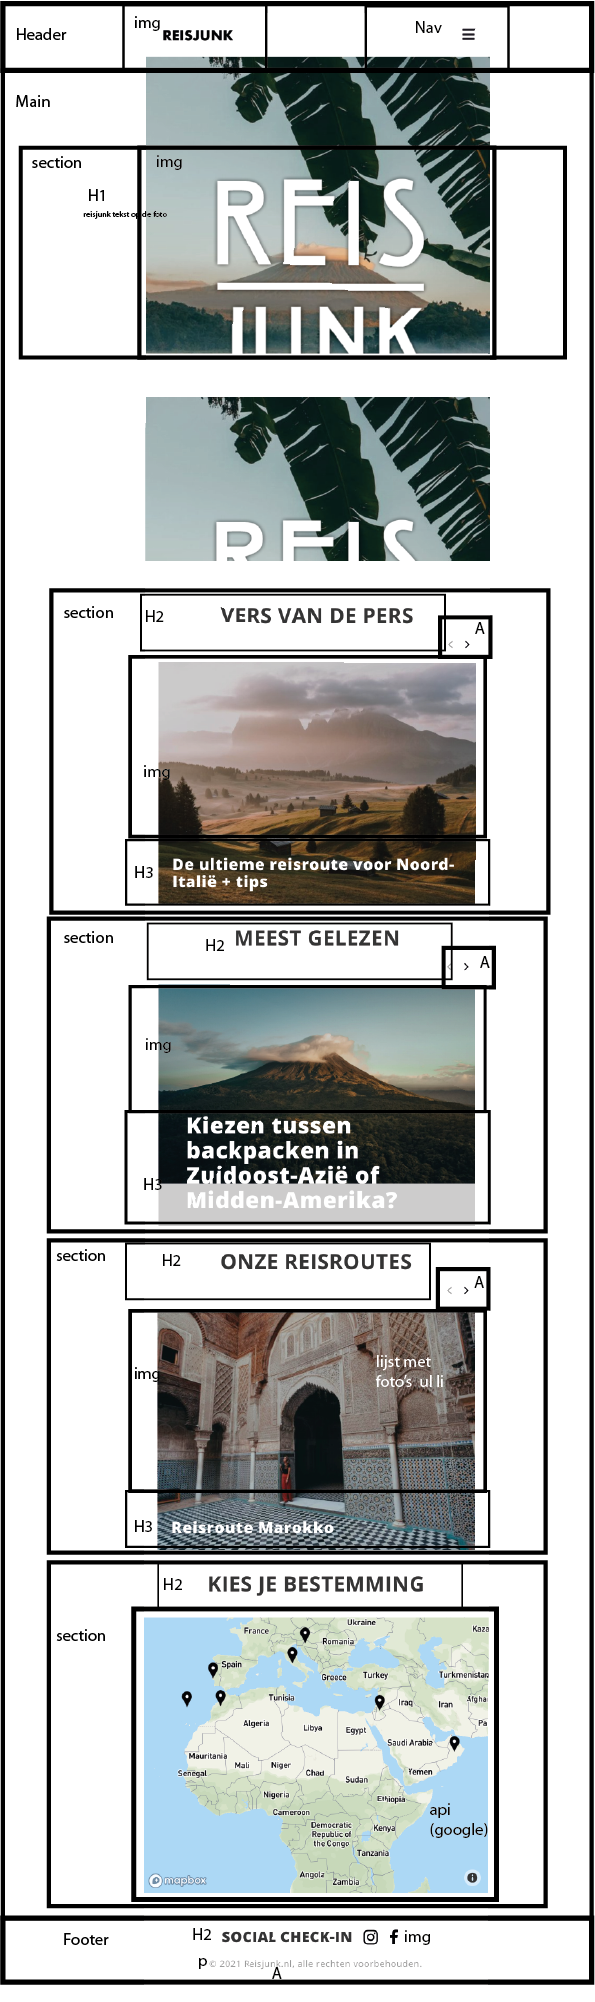 Header
img
REISJUNK
Nav
Main
section
img
H1
reisjunk tekst op de foto
REIS
JUNK
REIS
section
H2
VERS VAN DE PERS
A
< >
img
H3
De ultieme reisroute voor Noord-
Italië + tips
section
H2
MEEST GELEZEN
A
< >
img
Kiezen tussen
backpacken in
Zuidoost-Azië of
H3
Midden-Amerika?
section
H2
ONZE REISROUTES
A
< >
lijst met
img
foto's ul li
H3
Reisroute Marokko
H2
KIES JE BESTEMMING
section
Ukraine
France
Kaza
Romania
Spain
Greece
Turkey
Turkmenistan
Tunisia
Iraq
Iran
Afghan
Algeria
Libya
Egypt
Pa
Saudi Arabia
Mauritania
Mali
Niger
Chad
Sudan
Yemen
Senegal
Nigeria
Ethiopia
Cameroon
api
(google)
Democratic
Republic of
the Congo
Kenya
Tanzania
Angola
Zambia
mapbox
i
Footer
H2
SOCIAL CHECK-IN
img
p
© 2021 Reisjunk.nl, alle rechten voorbehouden.
A